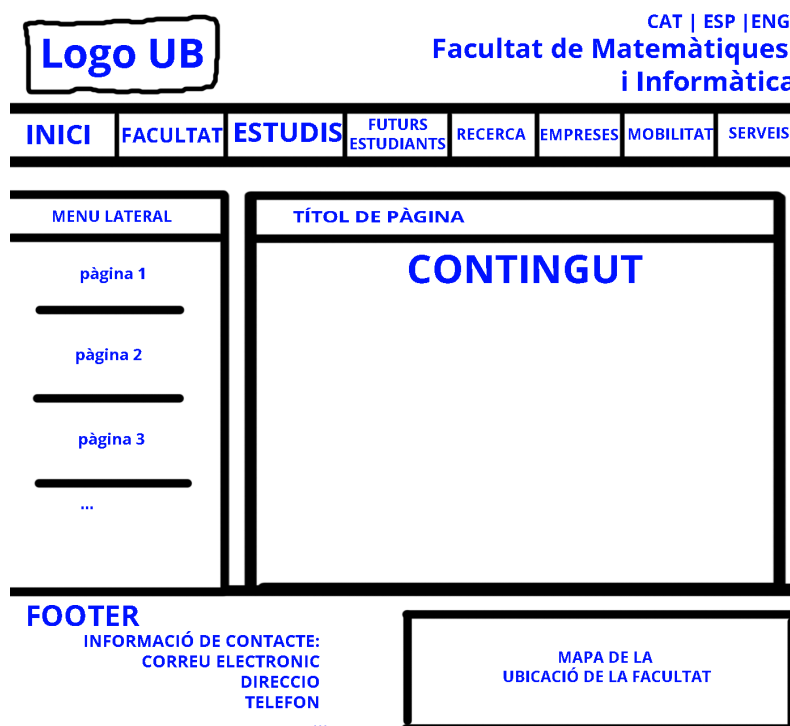 Logo UB
CAT | ESP |ENG
Facultat de Matemàtiques
i Informàtica
INICI
FACULTAT
ESTUDIS
FUTURS
ESTUDIANTS
RECERCA
EMPRESES
MOBILITAT
SERVEIS
MENU LATERAL
pàgina 1
pàgina 2
pàgina 3
...
TÍTOL DE PÀGINA
CONTINGUT
FOOTER
INFORMACIÓ DE CONTACTE:
CORREU ELECTRONIC
DIRECCIO
TELEFON
...
MAPA DE LA
UBICACIÓ DE LA FACULTAT